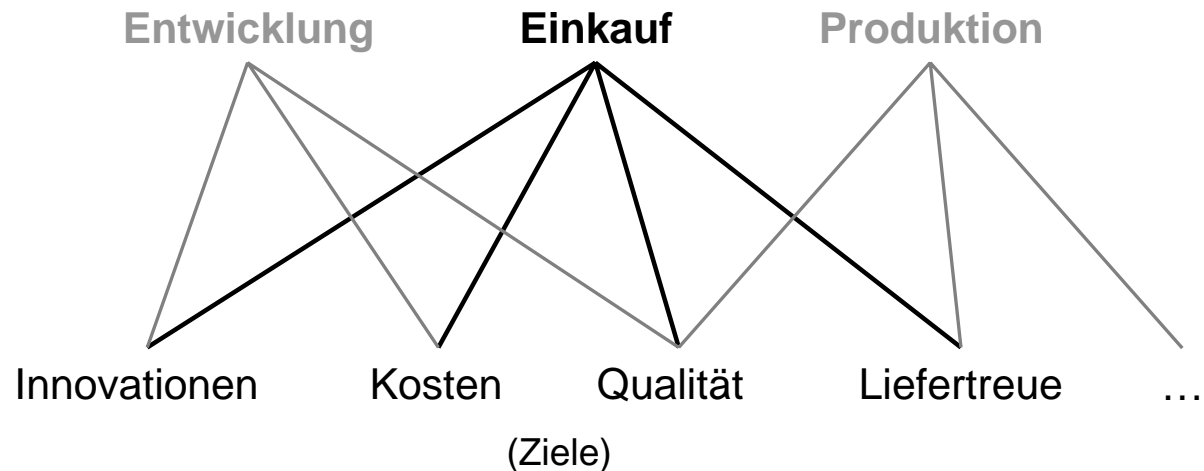 Entwicklung Einkauf Produktion
Innovationen Kosten Qualität Liefertreue …
(Ziele)